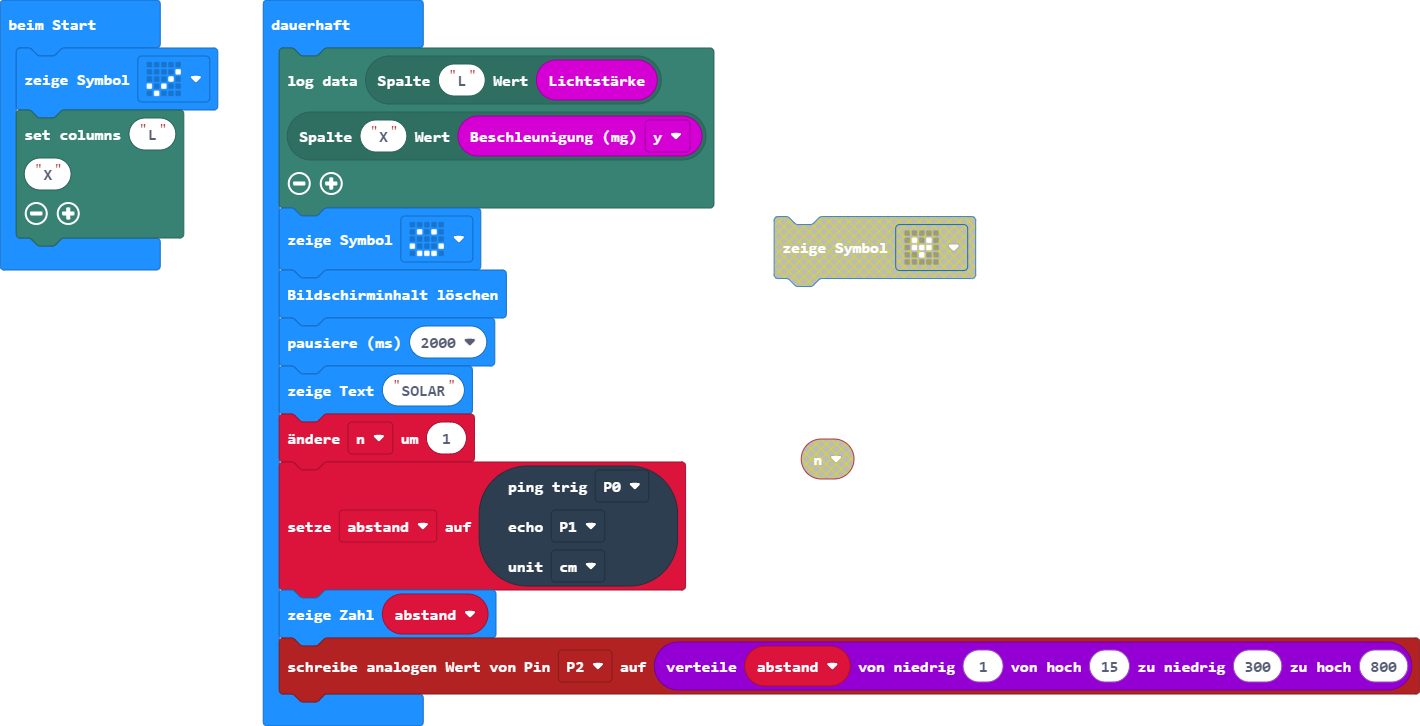 beim Start
zeige Symbol
set columns "L"
"X"
dauerhaft
log data Spalte "L" Wert Lichtstärke
Spalte "X" Wert Beschleunigung (mg) y
zeige Symbol
Bildschirminhalt löschen
pausiere (ms) 2000
zeige Text "SOLAR"
ändere n um 1
setze abstand auf ping trig P0
echo P1
unit cm
zeige Zahl abstand
schreibe analogen Wert von Pin P2 auf verteile abstand von niedrig 1 von hoch 15 zu niedrig 300 zu hoch 800
zeige Symbol
n